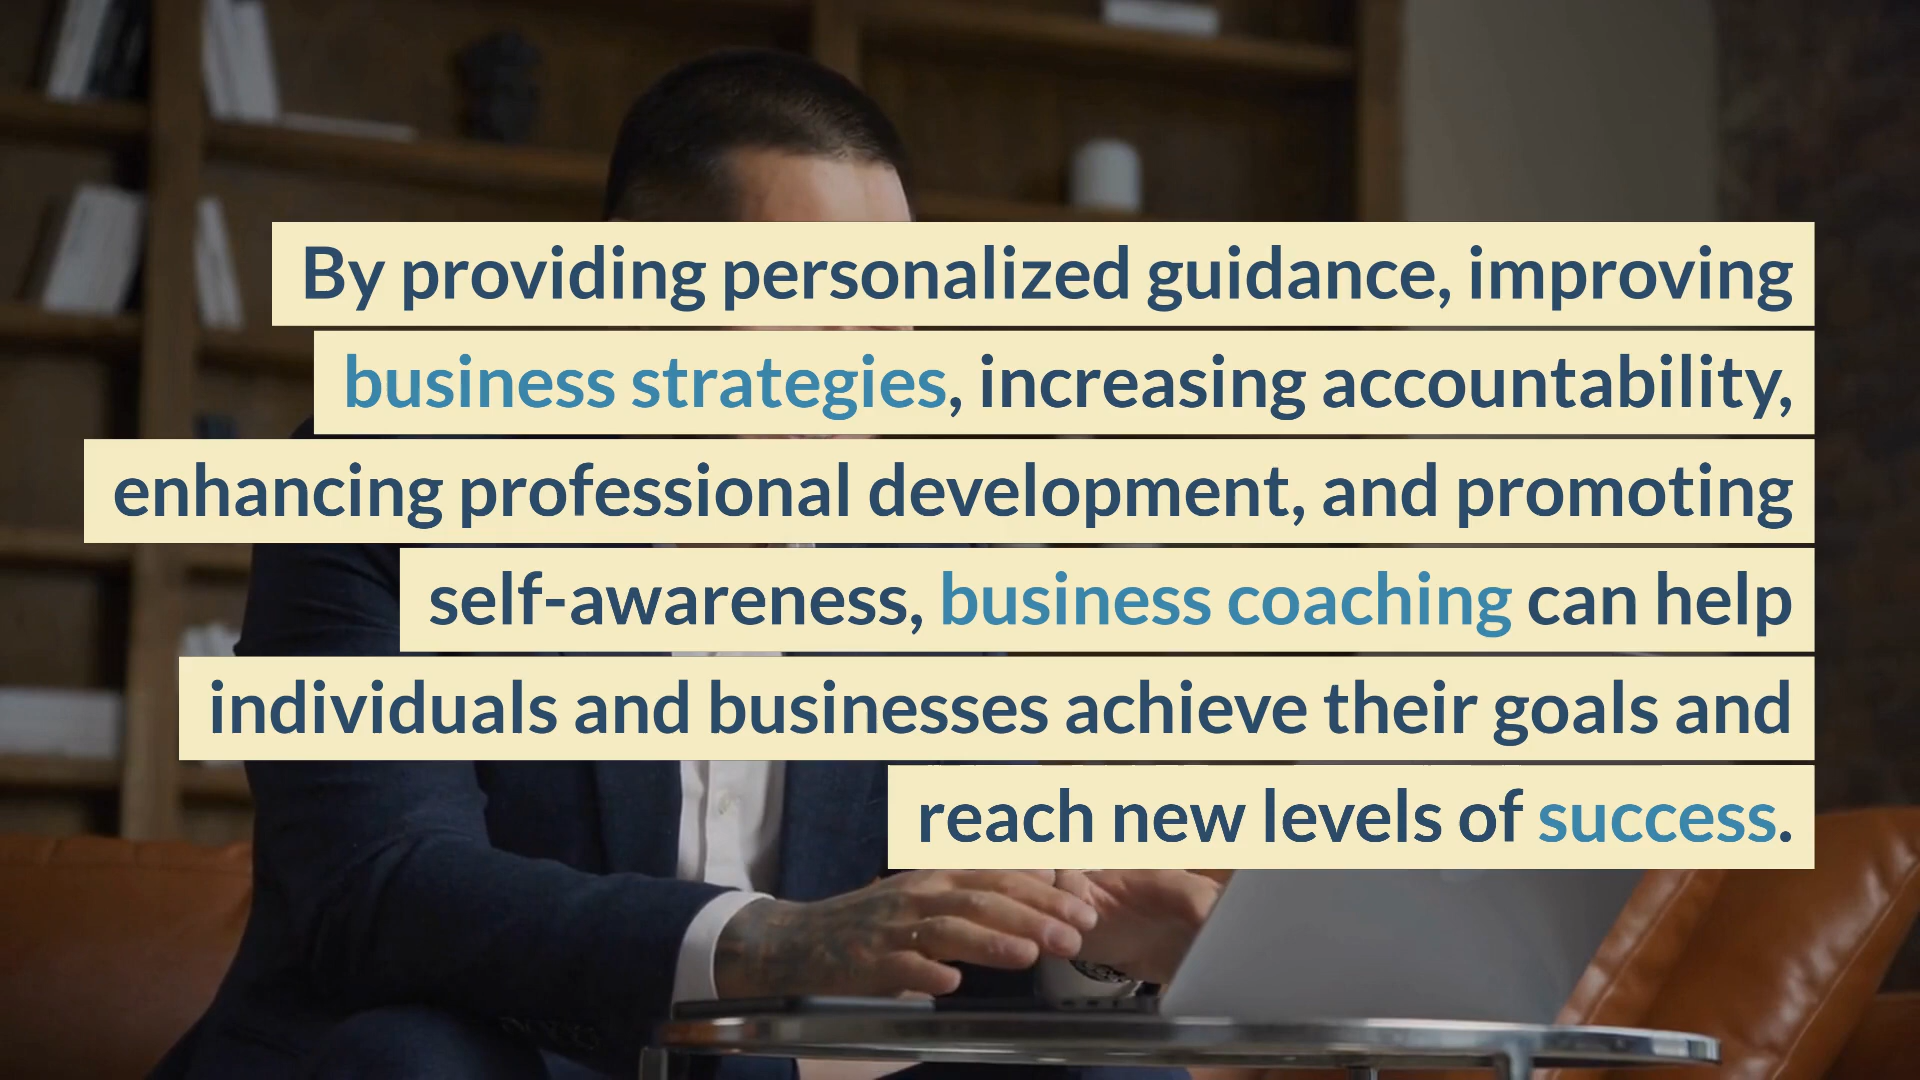 By providing personalized guidance, improving
business strategies, increasing accountability,
enhancing professional development, and promoting
self-awareness, business coaching can help
individuals and businesses achieve their goals and
reach new levels of success.